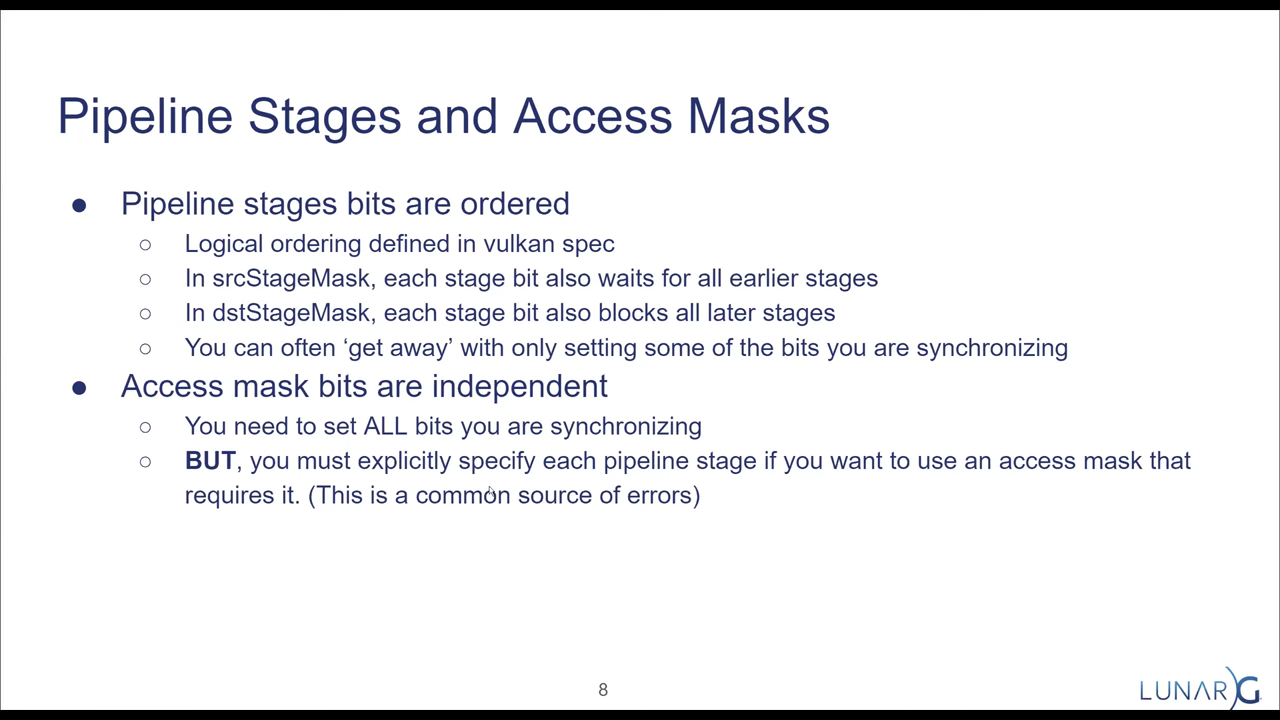 Pipeline Stages and Access Masks
● Pipeline stages bits are ordered
○ Logical ordering defined in vulkan spec
○ In srcStageMask, each stage bit also waits for all earlier stages
○ In dstStageMask, each stage bit also blocks all later stages
○ You can often ‘get away’ with only setting some of the bits you are synchronizing
● Access mask bits are independent
○ You need to set ALL bits you are synchronizing
○ BUT, you must explicitly specify each pipeline stage if you want to use an access mask that
requires it. (This is a common source of errors)
8
LUNAR G